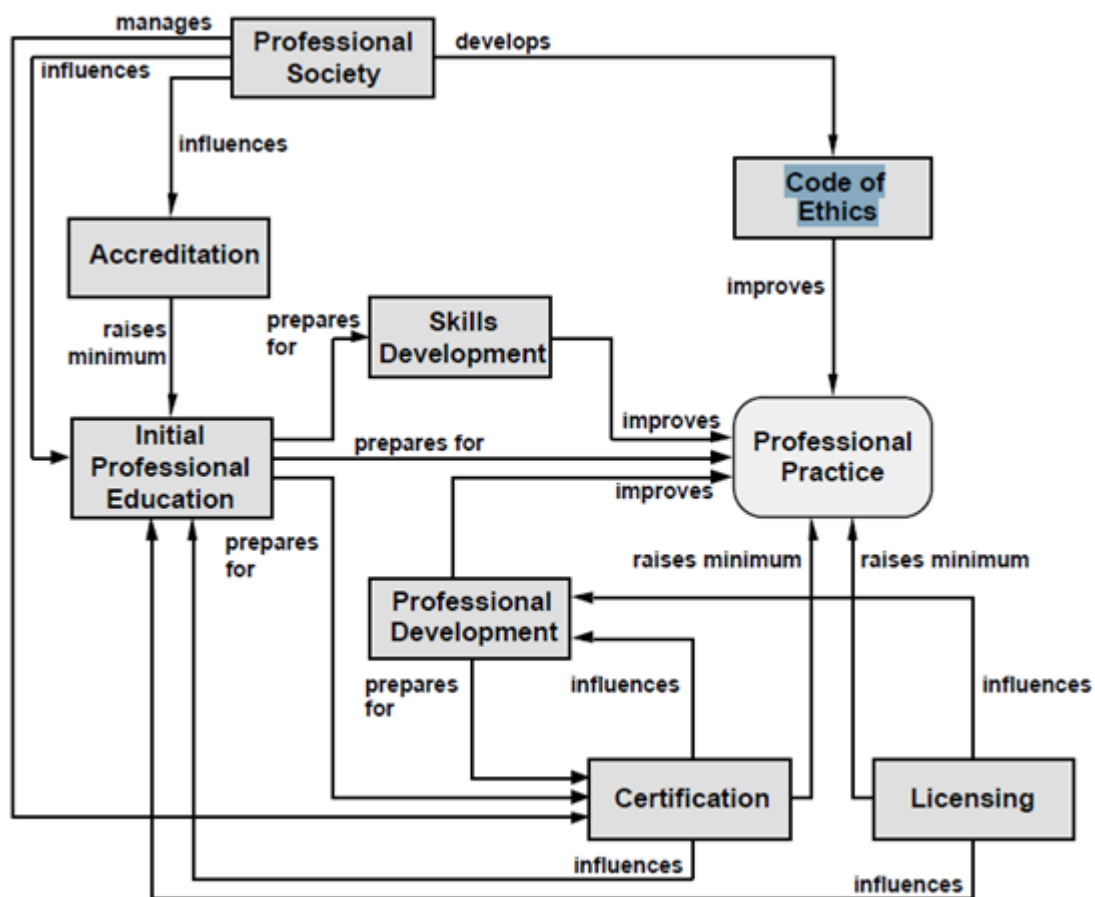 manages
Professional
Society
develops
influences
influences
Code of
Ethics
Accreditation
improves
raises
minimum
prepares
for
Skills
Development
Initial
Professional
Education
prepares for
improves
improves
Professional
Practice
prepares
for
raises minimum
raises minimum
Professional
Development
prepares
for
influences
influences
Certification
Licensing
influences
influences